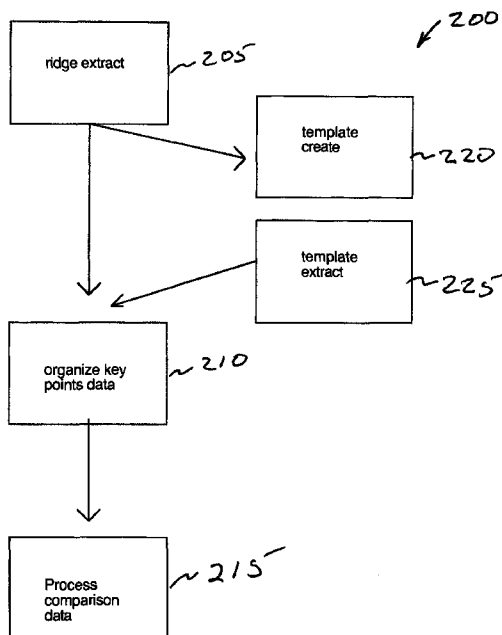 200
ridge extract
205
template
create
220
template
extract
225
organize key
points data
210
Process
comparison
data
215